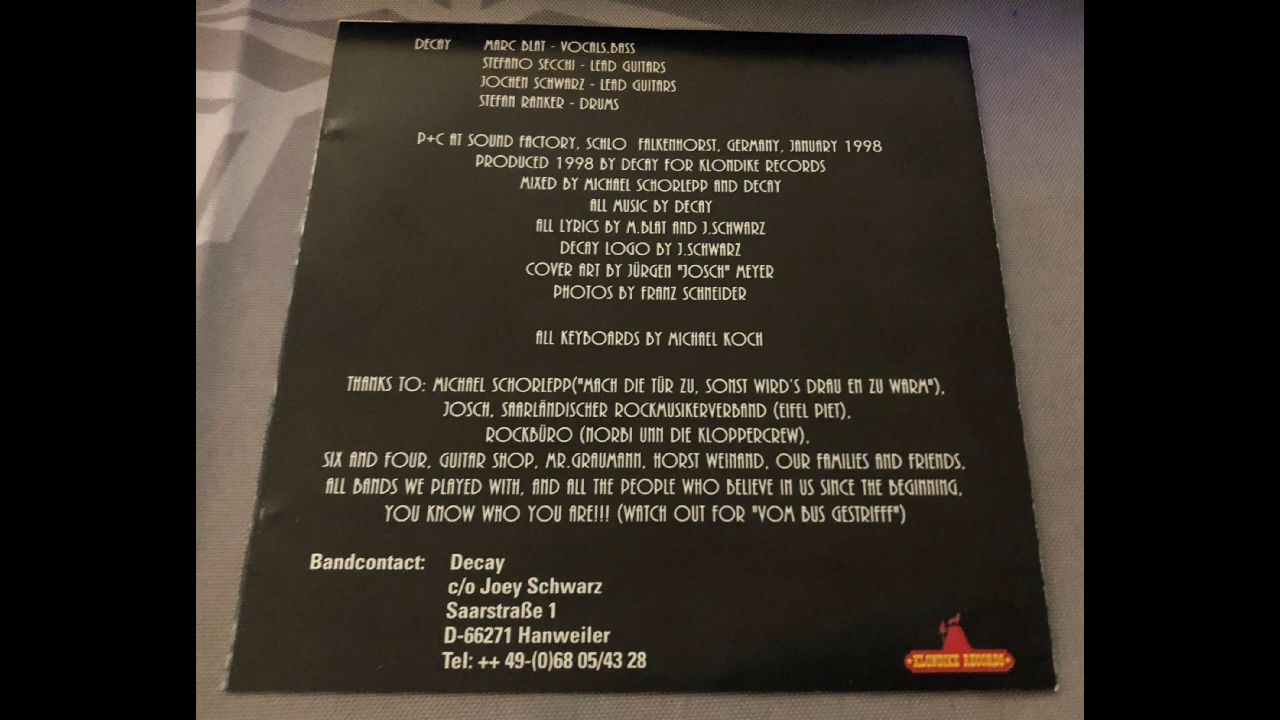 DECAY MARC BLAT - VOCALS,BASS
STEFANO SECCHI - LEAD GUITARS
JOCHEN SCHWARZ - LEAD GUITARS
STEFAN RANKER - DRUMS
P+C AT SOUND FACTORY, SCHLO FALKENHORST, GERMANY, JANUARY 1998
PRODUCED 1998 BY DECAY FOR KLONDIKE RECORDS
MIXED BY MICHAEL SCHORLEPP AND DECAY
ALL MUSIC BY DECAY
ALL LYRICS BY M.BLAT AND J.SCHWARZ
DECAY LOGO BY J.SCHWARZ
COVER ART BY JÜRGEN "JOSCH" MEYER
PHOTOS BY FRANZ SCHNEIDER
ALL KEYBOARDS BY MICHAEL KOCH
THANKS TO: MICHAEL SCHORLEPP("MACH DIE TÜR ZU, SONST WIRD'S DRAU EN ZU WARM"),
JOSCH, SAARLÄNDISCHER ROCKMUSIKERVERBAND (EIFEL PIET),
ROCKBÜRO (NORBI UNN DIE KLOPPERCREW),
SIX AND FOUR, GUITAR SHOP, MR.GRAUMANN, HORST WEINAND, OUR FAMILIES AND FRIENDS,
ALL BANDS WE PLAYED WITH, AND ALL THE PEOPLE WHO BELIEVE IN US SINCE THE BEGINNING,
YOU KNOW WHO YOU ARE!!! (WATCH OUT FOR "VOM BUS GESTRIFFF")
Bandcontact: Decay
c/o Joey Schwarz
Saarstraße 1
D-66271 Hanweiler
Tel: ++ 49-(0)68 05/43 28
KLONDIKE RECORDS